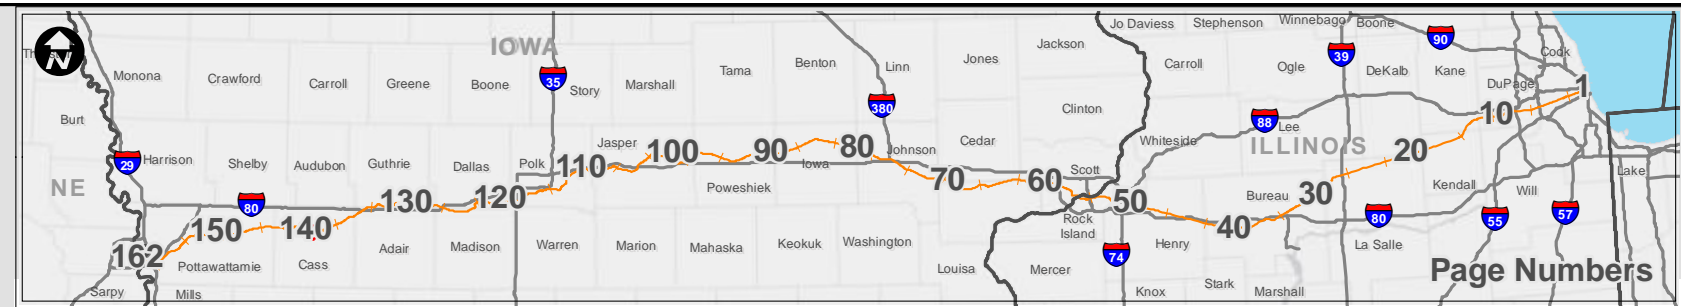 Jo Daviess Stephenson Winnebago Boone
IOWA
Jackson
90
N
39
Cook
Monona Crawford Carroll Greene Boone 35 Story Marshall Tama Benton Linn Jones Carroll Ogle DeKalb Kane
DuPage 1
380
Clinton
10
Burt
88 Lee
Whiteside
ILLINOIS
Jasper 100 90 80 Johnson Cedar
20
29 Harrison Shelby Audubon Guthrie Dallas Polk 110 Iowa Scott Lake
NE
Poweshiek 70 60
Kendall Will
80 130 120 50 Bureau 30
150 140 Rock
Island
40 80 55 57
162 Adair Madison Warren Marion Mahaska Keokuk Washington Henry La Salle
74
Pottawattamie Cass Louisa Mercer Page Numbers
Sarpy Mills Knox Stark Marshall